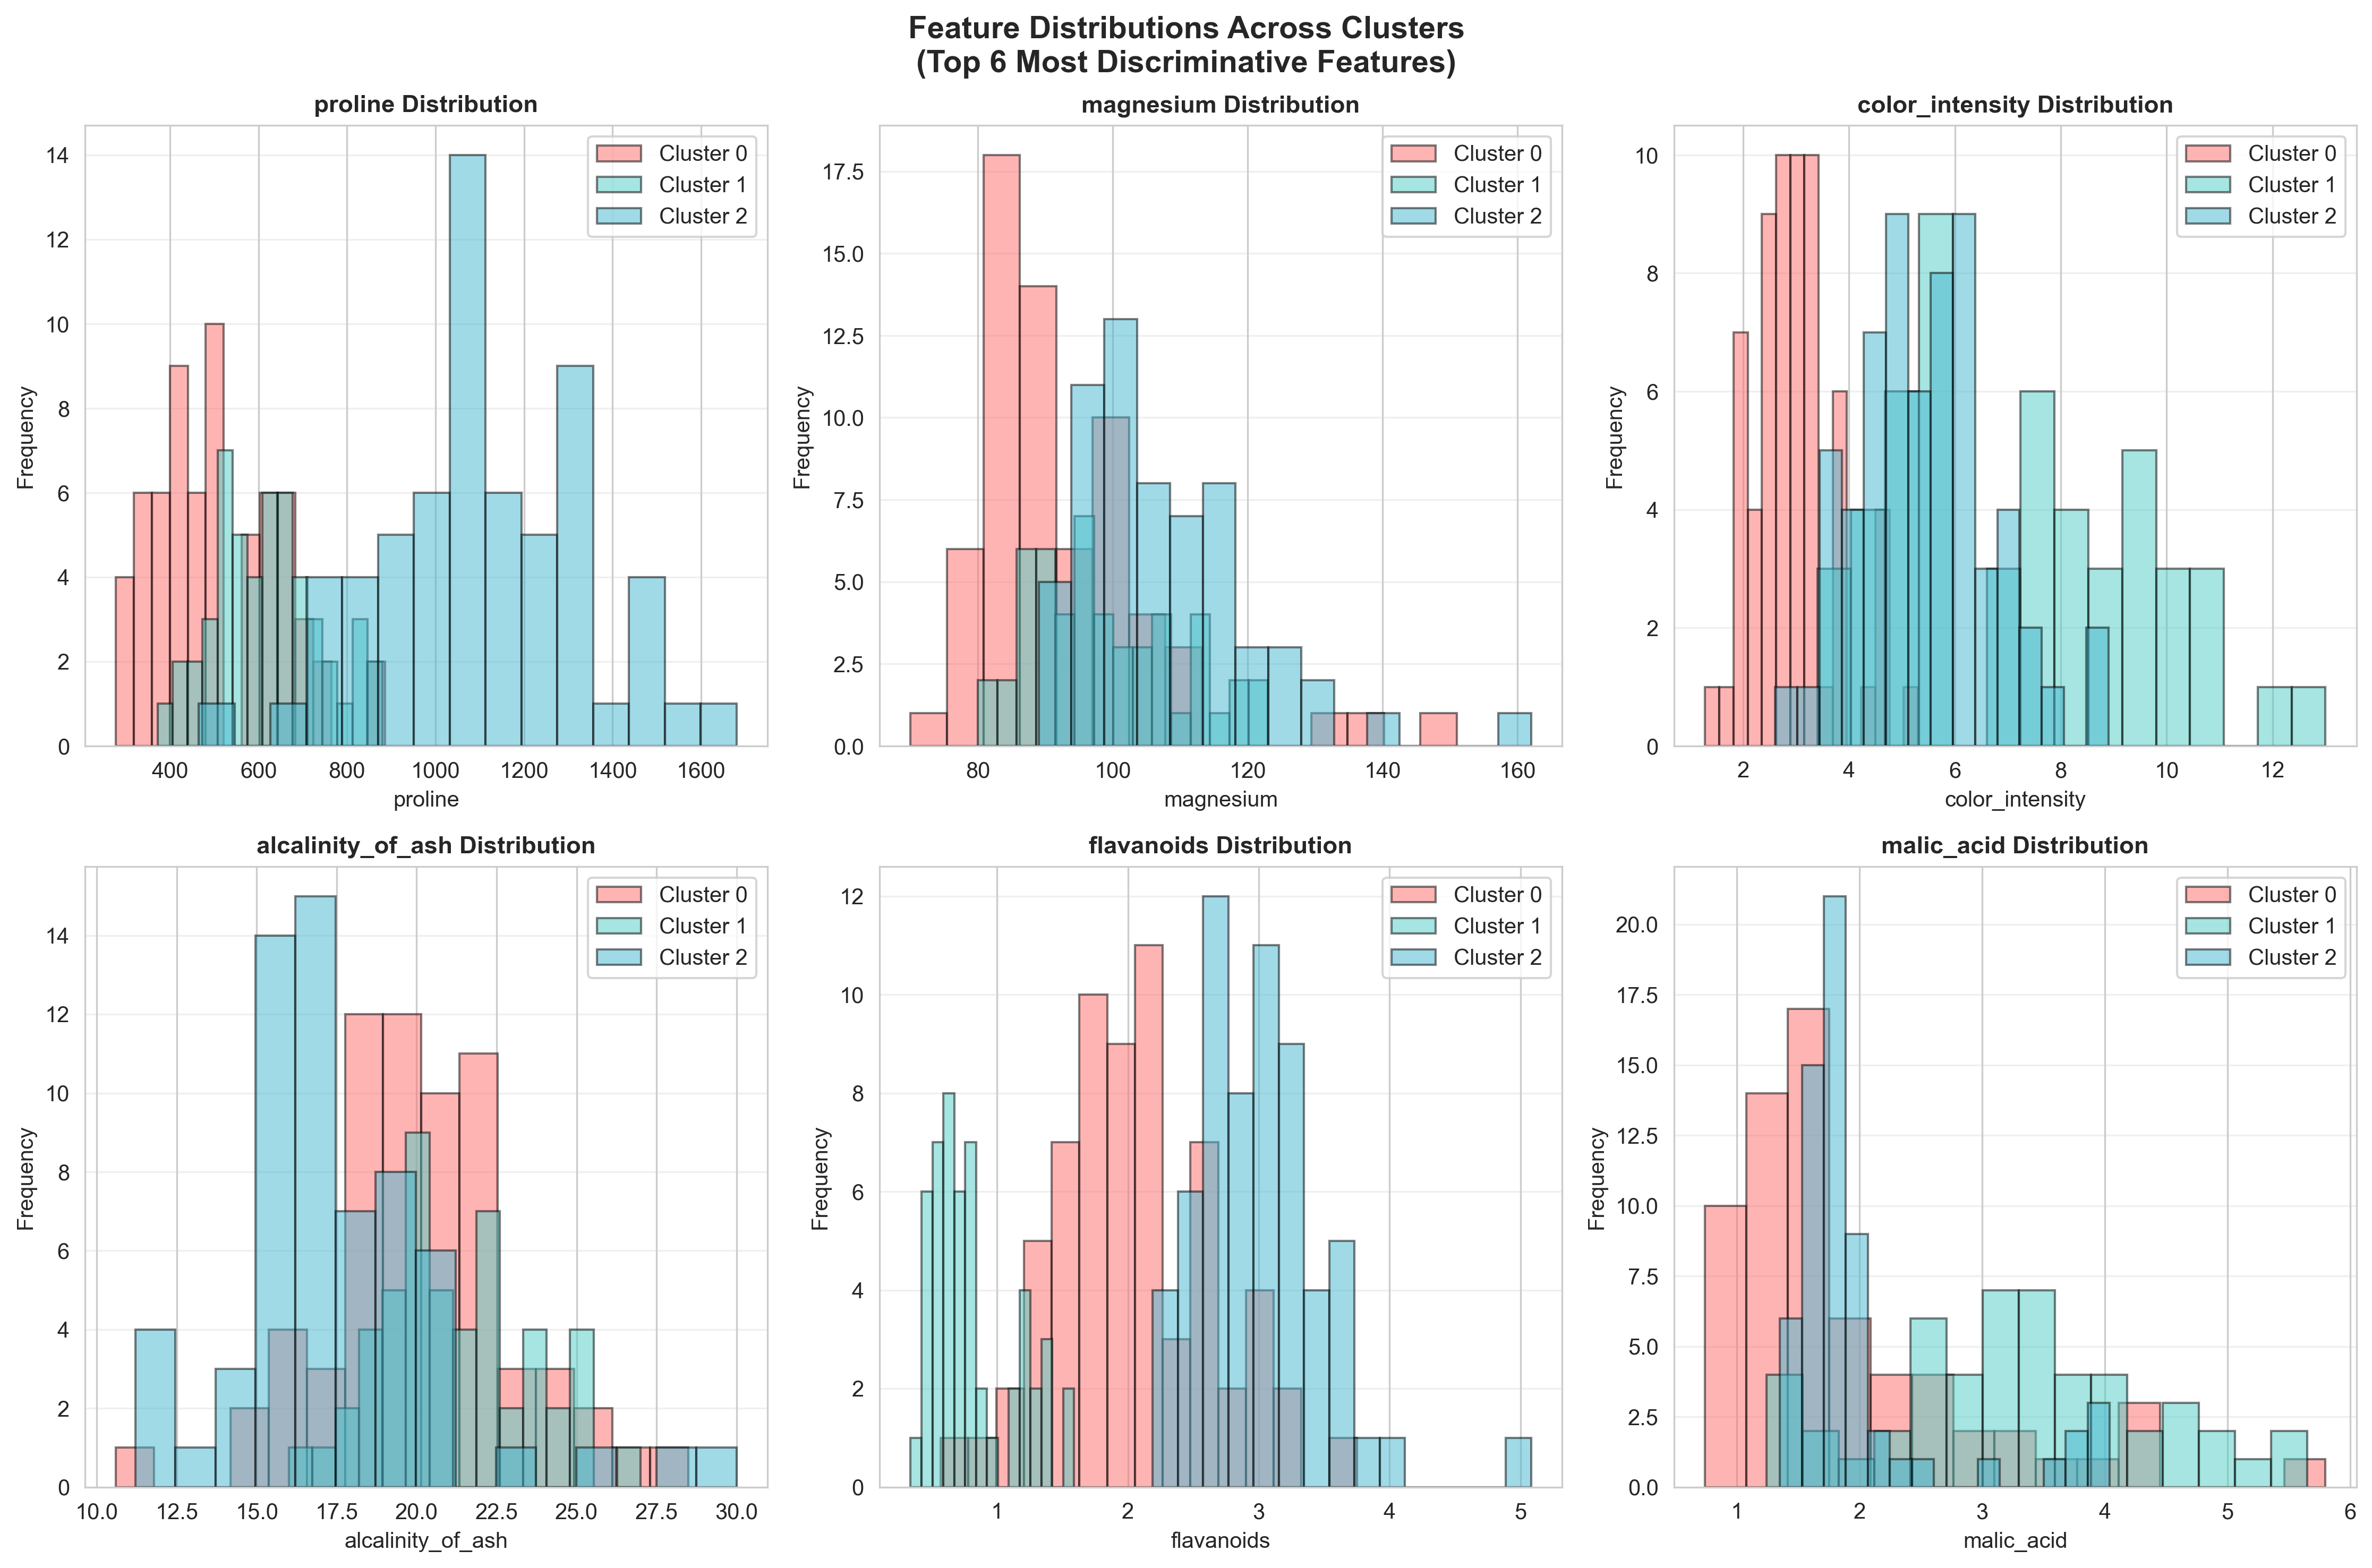 Feature Distributions Across Clusters
(Top 6 Most Discriminative Features)
proline Distribution
Frequency
14
12
10
8
6
4
2
0
400 600 800 1000 1200 1400 1600
proline
Cluster 0
Cluster 1
Cluster 2
magnesium Distribution
Frequency
17.5
15.0
12.5
10.0
7.5
5.0
2.5
0.0
80 100 120 140 160
magnesium
Cluster 0
Cluster 1
Cluster 2
color_intensity Distribution
Frequency
10
8
6
4
2
0
2 4 6 8 10 12
color_intensity
Cluster 0
Cluster 1
Cluster 2
alcalinity_of_ash Distribution
Frequency
14
12
10
8
6
4
2
0
10.0 12.5 15.0 17.5 20.0 22.5 25.0 27.5 30.0
alcalinity_of_ash
Cluster 0
Cluster 1
Cluster 2
flavanoids Distribution
Frequency
12
10
8
6
4
2
0
1 2 3 4 5
flavanoids
Cluster 0
Cluster 1
Cluster 2
malic_acid Distribution
Frequency
20.0
17.5
15.0
12.5
10.0
7.5
5.0
2.5
0.0
1 2 3 4 5 6
malic_acid
Cluster 0
Cluster 1
Cluster 2